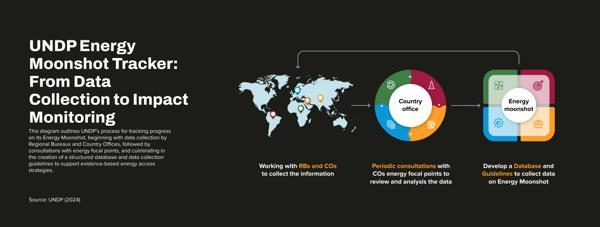 UNDP Energy
Moonshot Tracker:
From Data
Collection to Impact
Monitoring
This diagram outlines UNDP's process for tracking progress
on its Energy Moonshot, beginning with data collection by
Regional Bureaux and Country Offices, followed by
consultations with energy focal points, and culminating in
the creation of a structured database and data collection
guidelines to support evidence-based energy access
strategies.
Source: UNDP (2024)
Working with RBs and COs
to collect the information
Country
office
Periodic consultations with
COs energy focal points to
review and analysis the data
Energy
moonshot
Develop a Database and
Guidelines to collect data
on Energy Moonshot